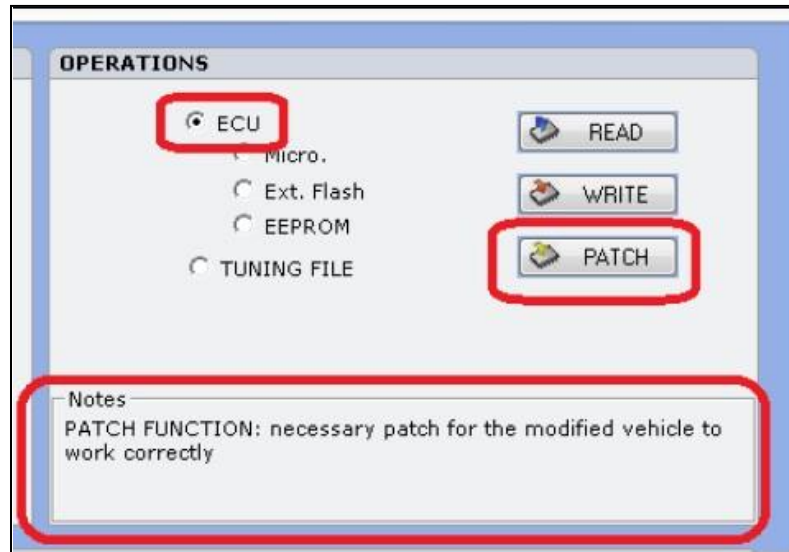 OPERATIONS
ECU
Micro.
Ext. Flash
EEPROM
TUNING FILE
READ
WRITE
PATCH
Notes
PATCH FUNCTION: necessary patch for the modified vehicle to
work correctly